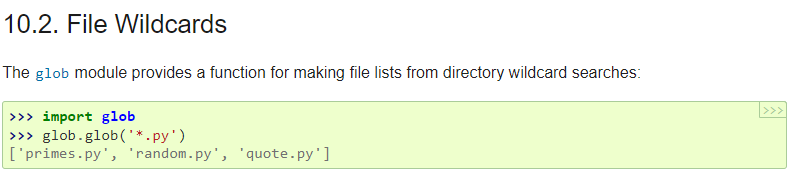 10.2. File Wildcards
The glob module provides a function for making file lists from directory wildcard searches:
>>>
>>> import glob
>>> glob.glob('*.py')
['primes.py', 'random.py', 'quote.py']